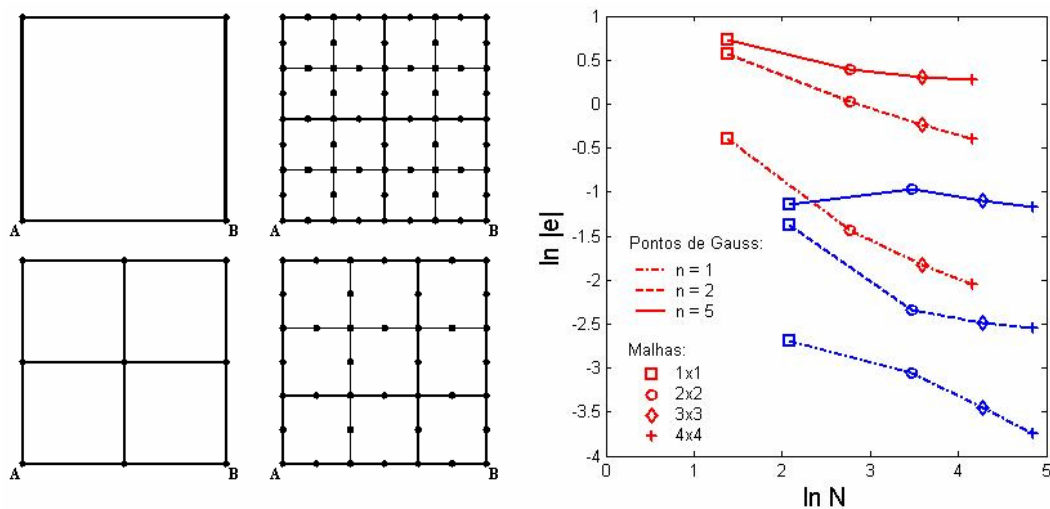 A
B
A
B
A
B
A
B
1
0.5
0
-0.5
-1
-1.5
-2
-2.5
-3
-3.5
-4
ln |e|
Pontos de Gauss:
n = 1
n = 2
n = 5
Malhas:
1x1
2x2
3x3
4x4
0
1
2
3
4
5
ln N